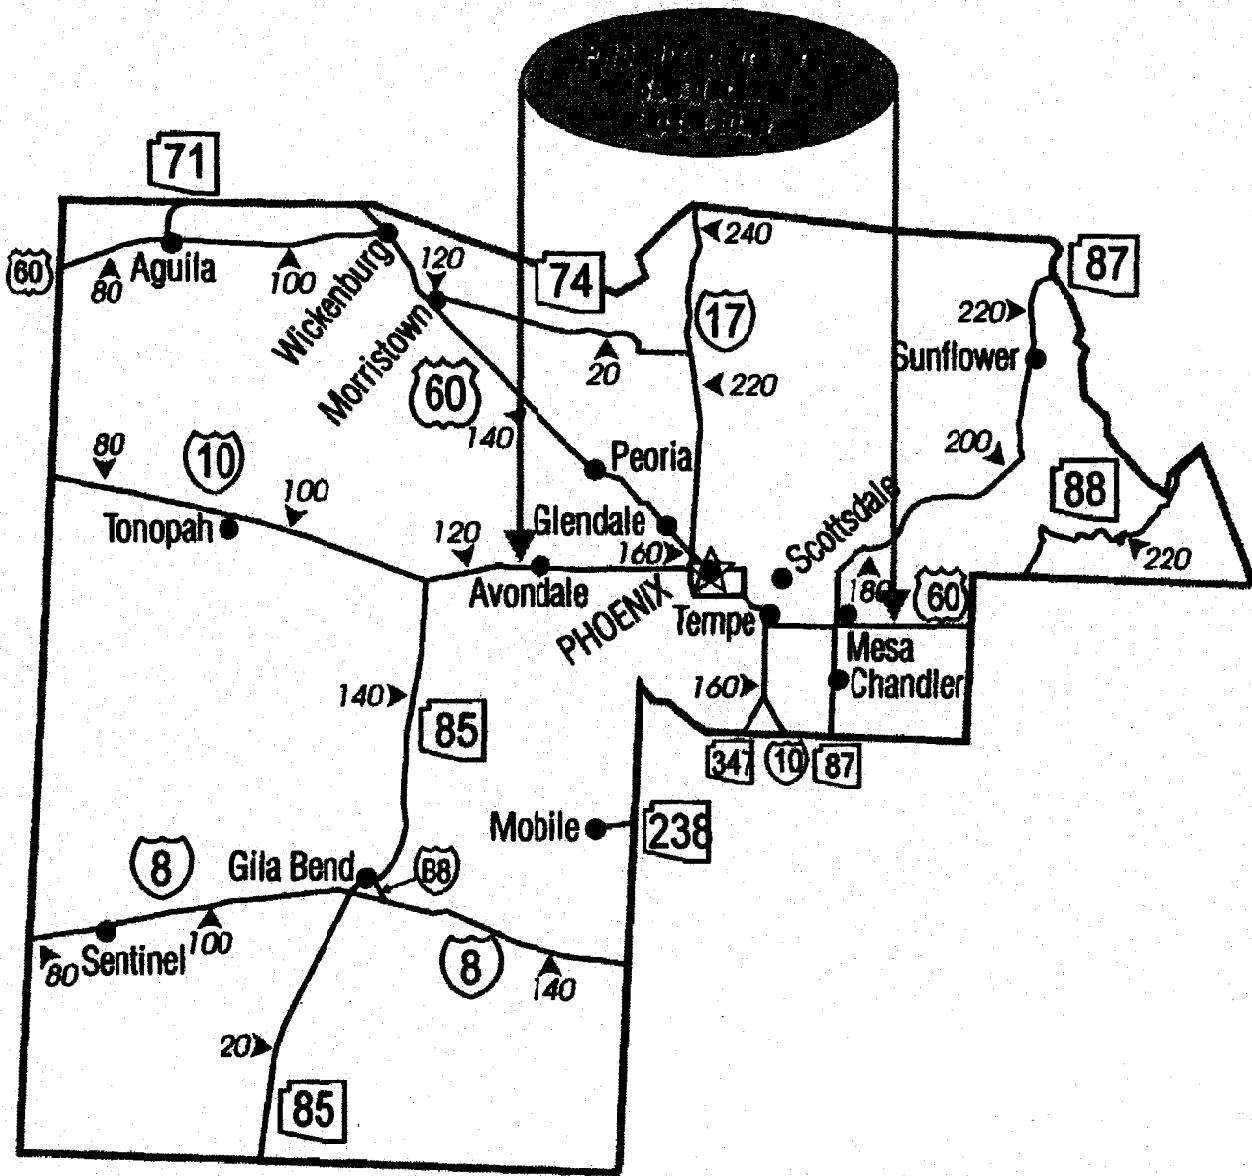 71
60
80
Aguila
100
Wickenburg
120
Morristown
74
240
17
87
220
Sunflower
20
220
60
140
80
10
100
Tonopah
Peoria
Glendale
120
160
Avondale
PHOENIX
Scottsdale
200
88
220
180
60
Tempe
Mesa
Chandler
160
140
85
347
10
87
Mobile
238
8
Gila Bend
B8
80
Sentinel
100
8
140
20
85